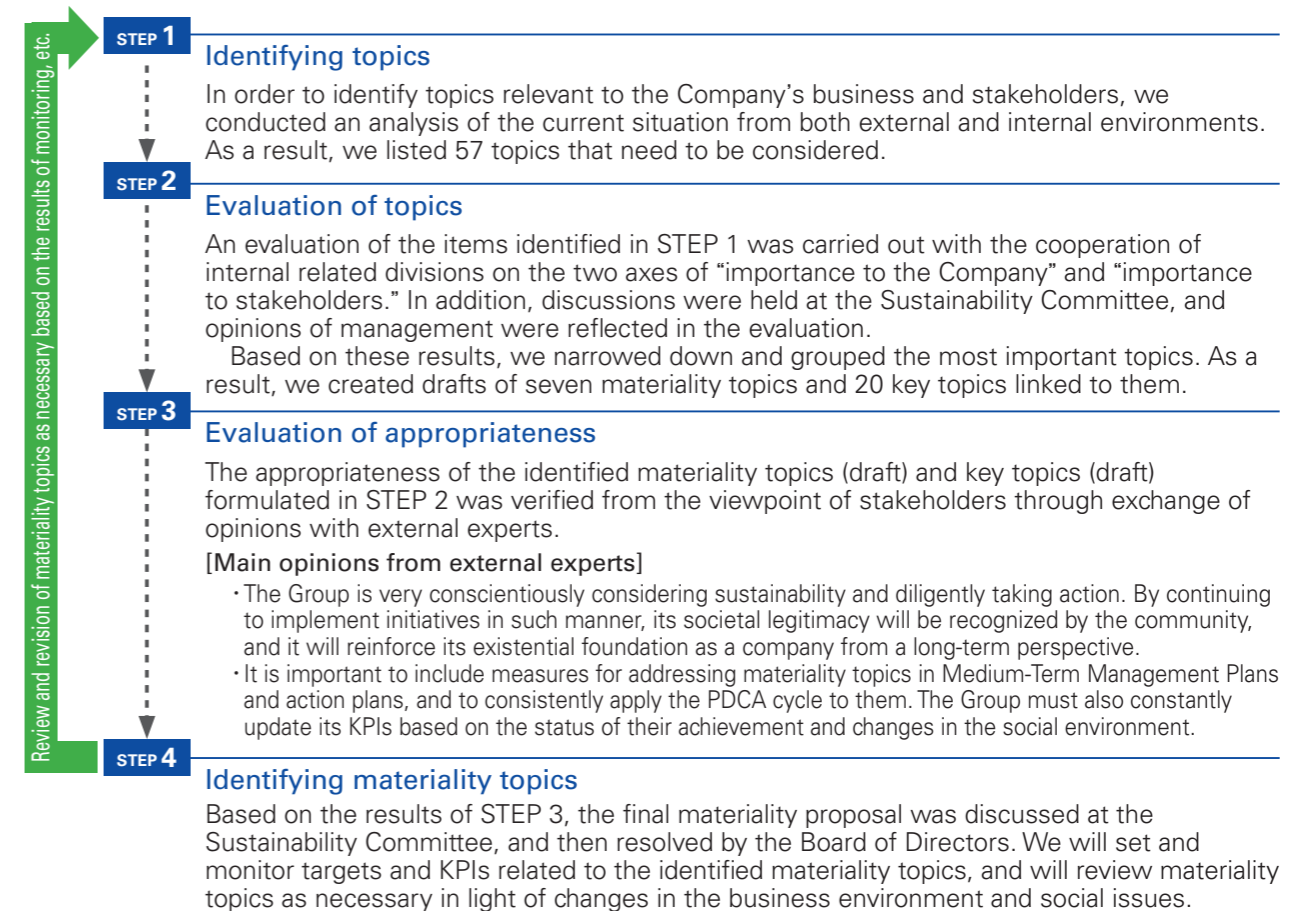 Review and revision of materiality topics as necessary based on the results of monitoring, etc.
STEP 1
Identifying topics
In order to identify topics relevant to the Company's business and stakeholders, we
conducted an analysis of the current situation from both external and internal environments.
As a result, we listed 57 topics that need to be considered.
STEP 2
Evaluation of topics
An evaluation of the items identified in STEP 1 was carried out with the cooperation of
internal related divisions on the two axes of “importance to the Company” and “importance
to stakeholders.” In addition, discussions were held at the Sustainability Committee, and
opinions of management were reflected in the evaluation.
Based on these results, we narrowed down and grouped the most important topics. As a
result, we created drafts of seven materiality topics and 20 key topics linked to them.
STEP 3
Evaluation of appropriateness
The appropriateness of the identified materiality topics (draft) and key topics (draft)
formulated in STEP 2 was verified from the viewpoint of stakeholders through exchange of
opinions with external experts.
[Main opinions from external experts]
・The Group is very conscientiously considering sustainability and diligently taking action. By continuing
to implement initiatives in such manner, its societal legitimacy will be recognized by the community,
and it will reinforce its existential foundation as a company from a long-term perspective.
・It is important to include measures for addressing materiality topics in Medium-Term Management Plans
and action plans, and to consistently apply the PDCA cycle to them. The Group must also constantly
update its KPIs based on the status of their achievement and changes in the social environment.
STEP 4
Identifying materiality topics
Based on the results of STEP 3, the final materiality proposal was discussed at the
Sustainability Committee, and then resolved by the Board of Directors. We will set and
monitor targets and KPIs related to the identified materiality topics, and will review materiality
topics as necessary in light of changes in the business environment and social issues.